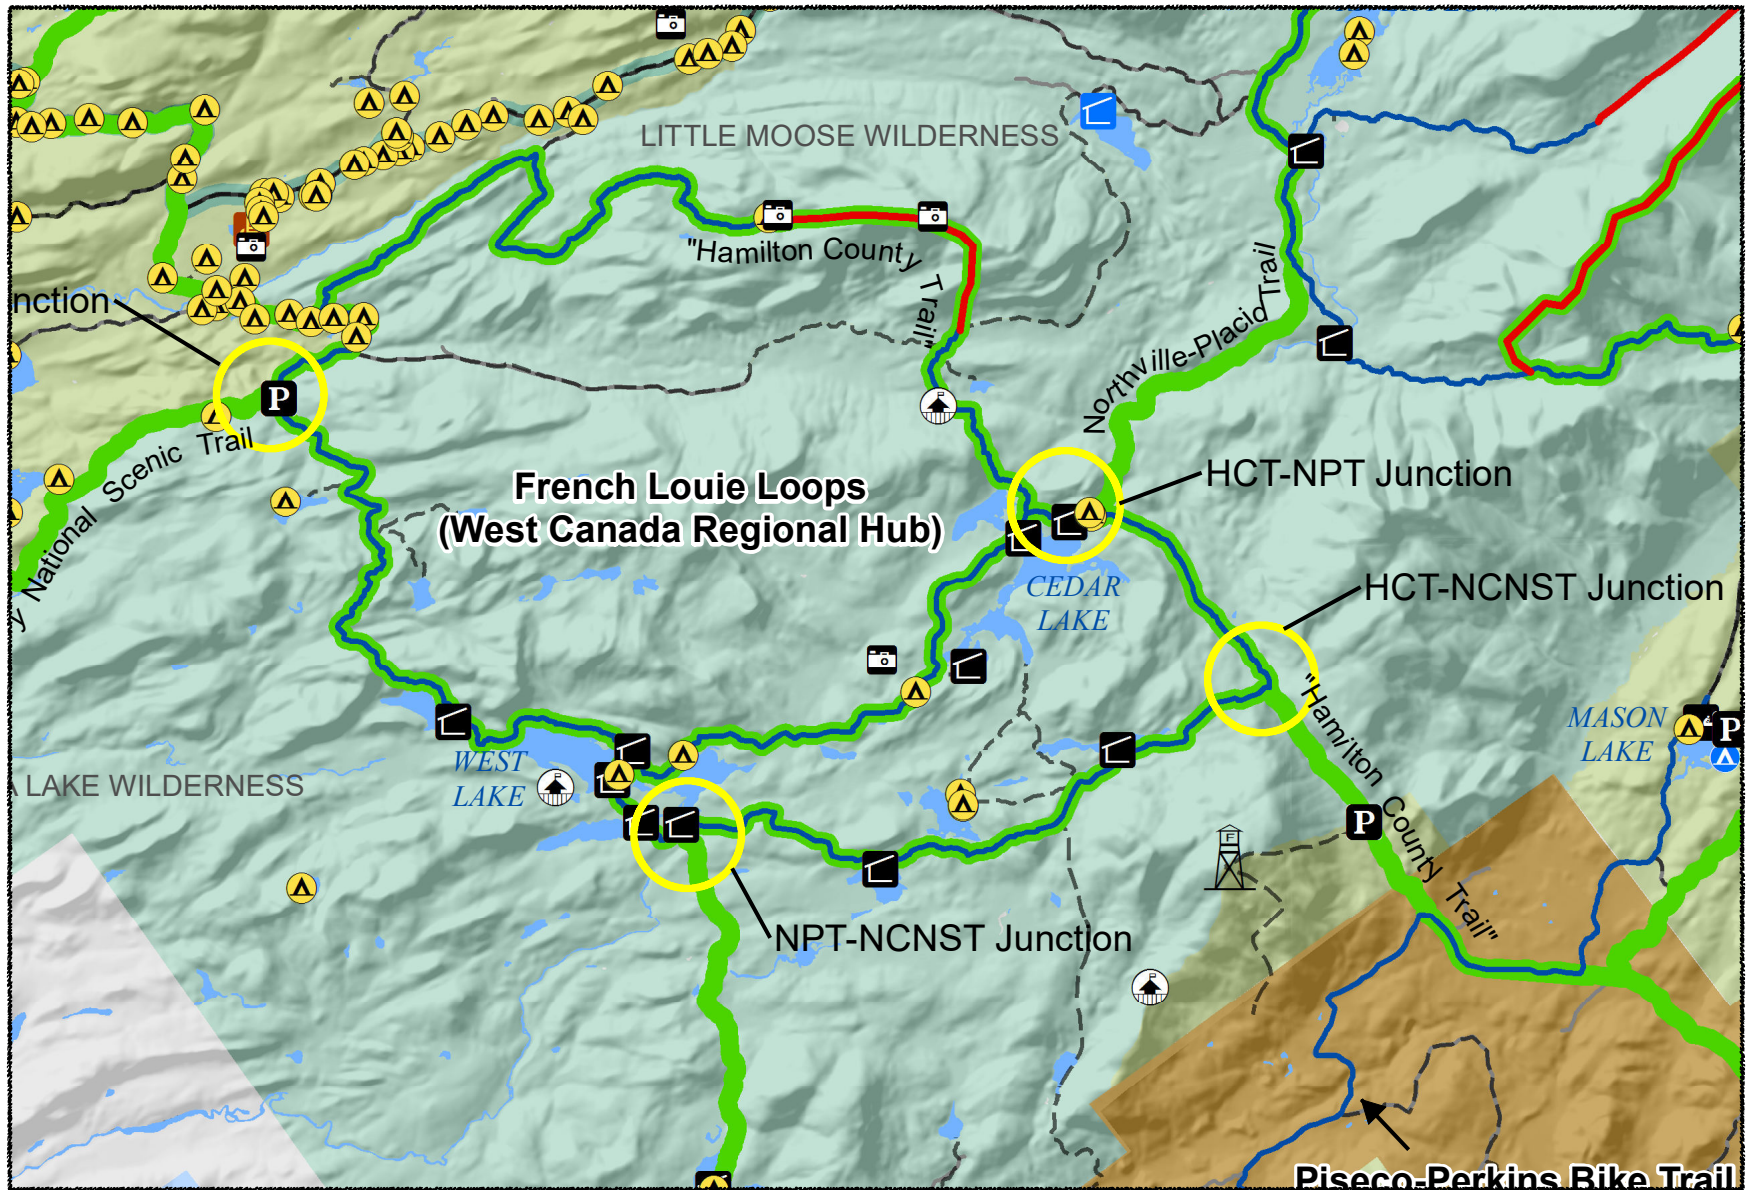 LITTLE MOOSE WILDERNESS
"Hamilton County Trail"
Northville-Placid Trail
nction
P
y National Scenic Trail
French Louie Loops
(West Canada Regional Hub)
HCT-NPT Junction
CEDAR
LAKE
HCT-NCNST Junction
"Hamilton County Trail"
MASON
LAKE
P
WEST
LAKE
A LAKE WILDERNESS
P
F
NPT-NCNST Junction
Piseco-Perkins Bike Trail